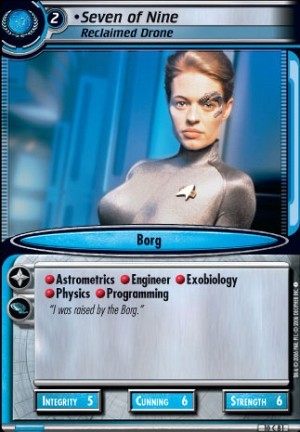 2
•Seven of Nine
Reclaimed Drone
Borg
Astrometrics Engineer Exobiology
Physics Programming
"I was raised by the Borg."
INTEGRITY 5 CUNNING 6 STRENGTH 6